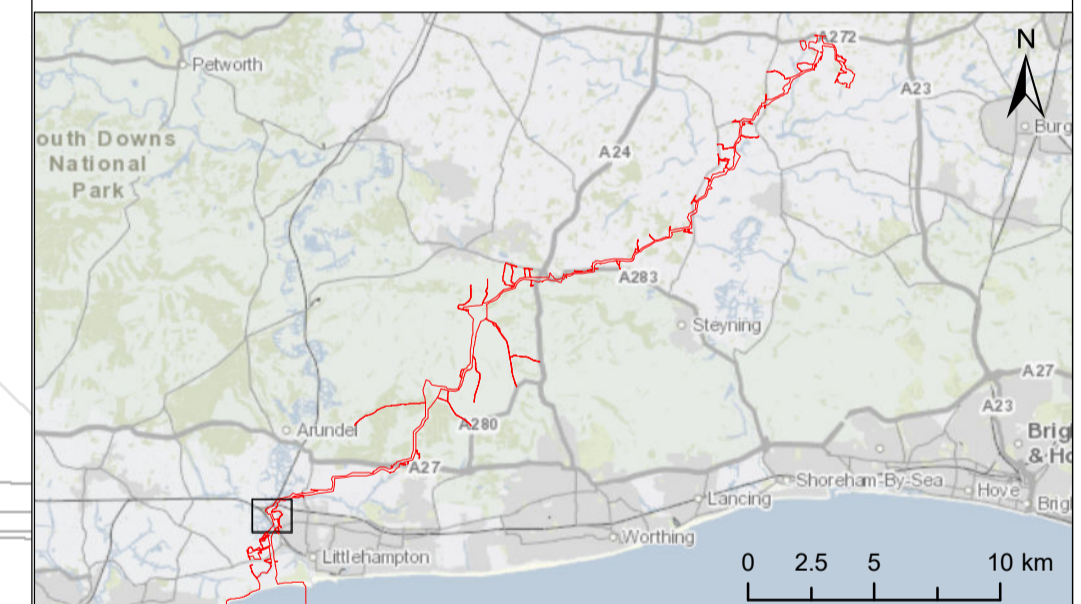 A272
N
Petworth
A23
Burg
outh Downs
National
Park
A24
A283
Steyning
A27
A23
Arundel
A280
Brig
& Ho
A27
Shoreham-By-Sea
Hove
Lancing
Brig
Worthing
Littlehampton
0 2.5 5 10 km